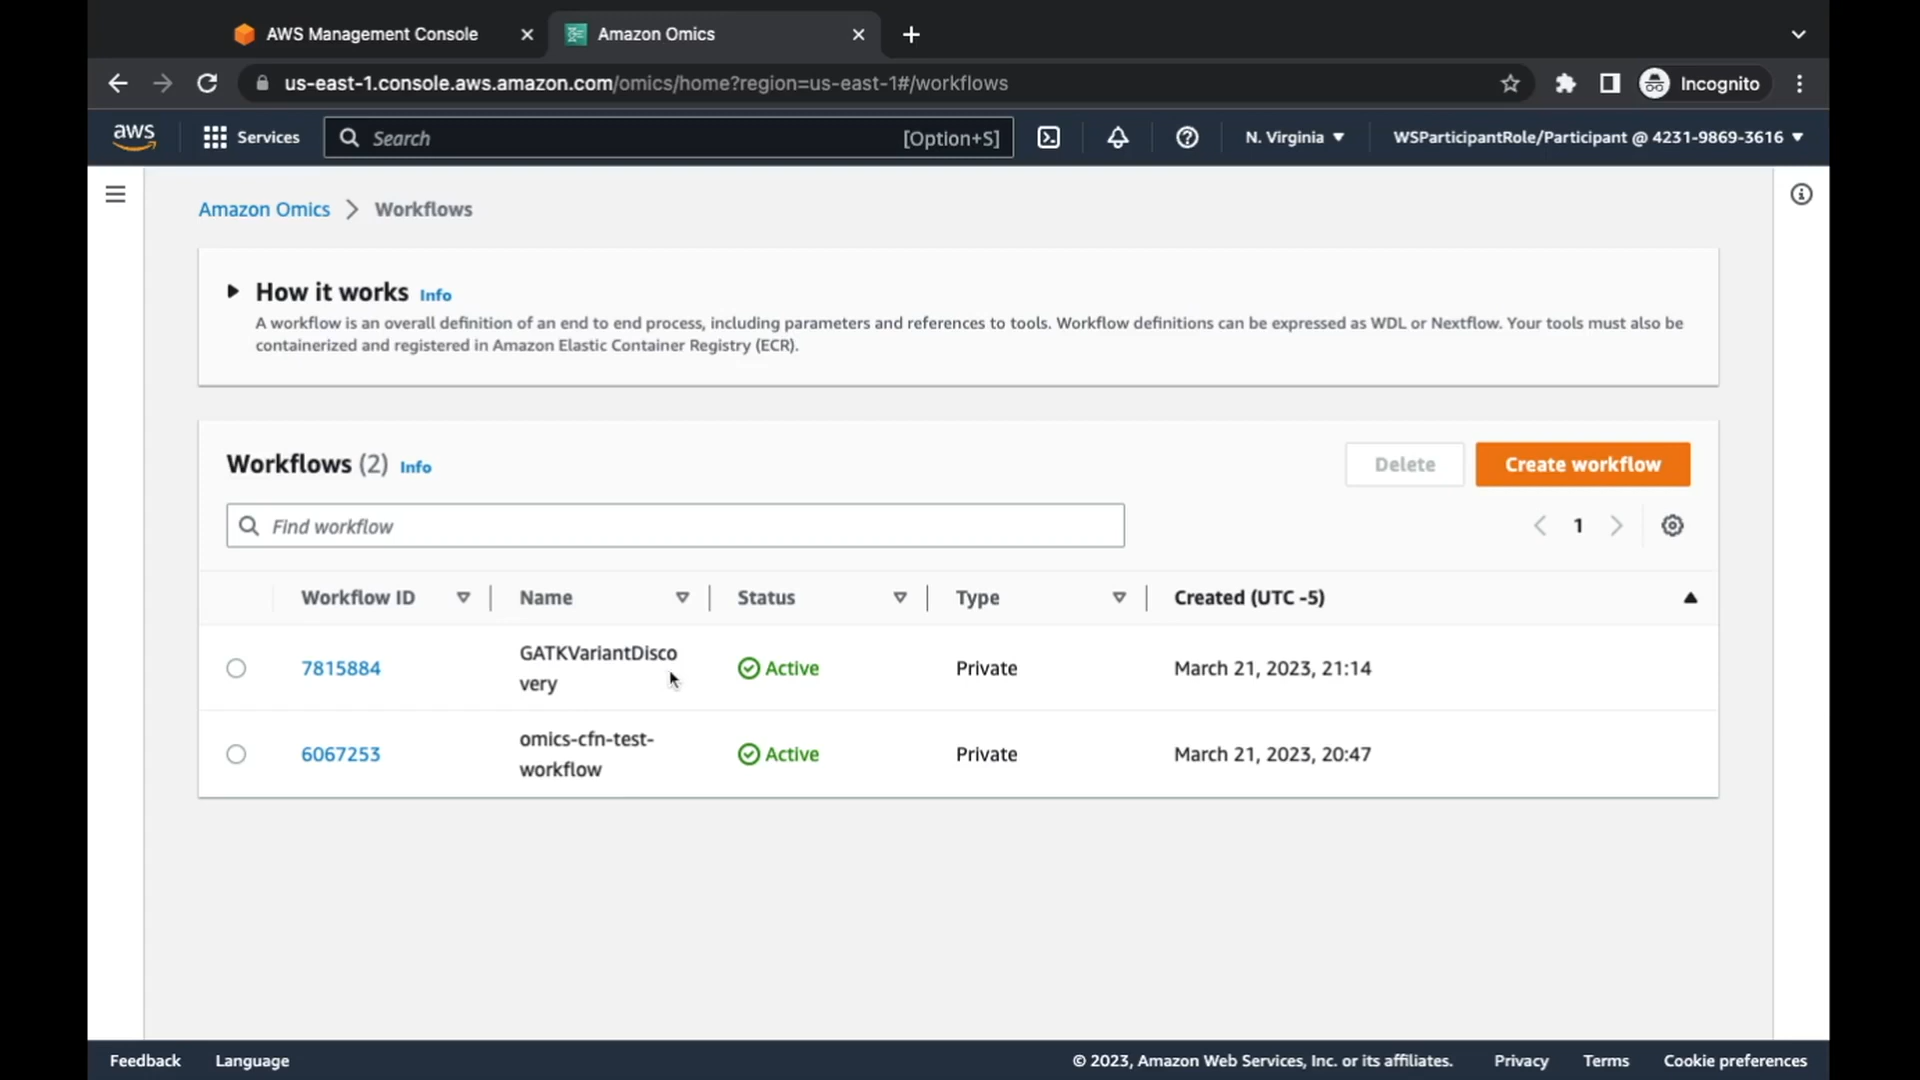 AWS Management Console
Amazon Omics
us-east-1.console.aws.amazon.com/omics/home?region=us-east-1#/workflows
Incognito
aws
Services
Search
[Option+S]
N. Virginia
WSParticipantRole/Participant @ 4231-9869-3616
Amazon Omics
Workflows
How it works Info
A workflow is an overall definition of an end to end process, including parameters and references to tools. Workflow definitions can be expressed as WDL or Nextflow. Your tools must also be
containerized and registered in Amazon Elastic Container Registry (ECR).
Workflows (2) Info
Delete
Create workflow
Find workflow
1
Workflow ID
Name
Status
Type
Created (UTC -5)
7815884
GATKVariantDisco
very
Active
Private
March 21, 2023, 21:14
6067253
omics-cfn-test-
workflow
Active
Private
March 21, 2023, 20:47
Feedback
Language
© 2023, Amazon Web Services, Inc. or its affiliates.
Privacy
Terms
Cookie preferences